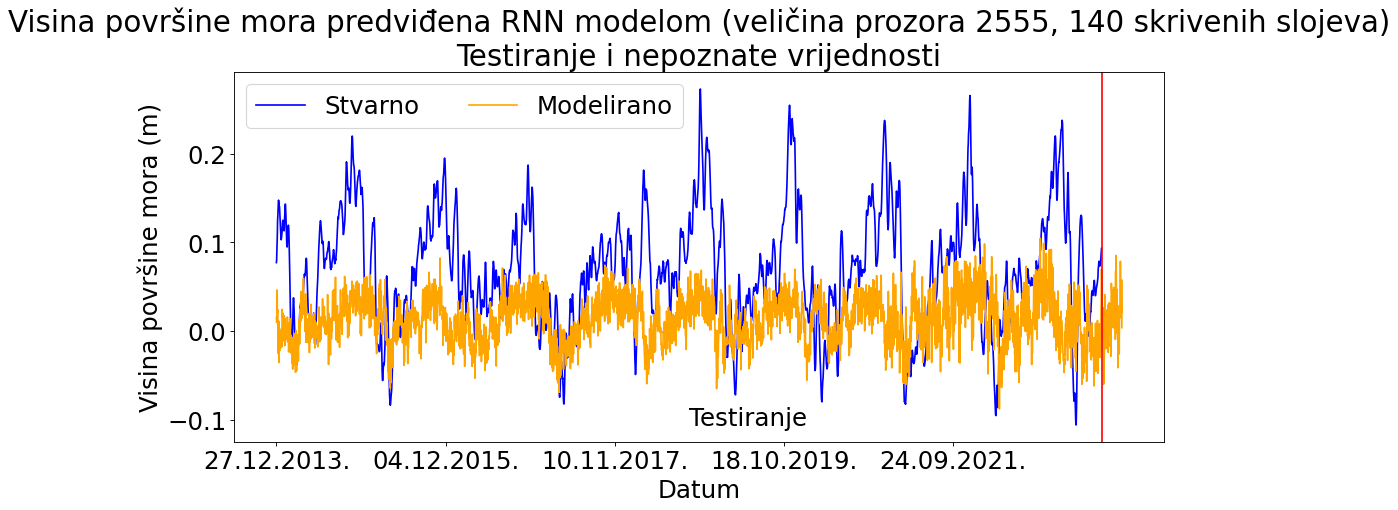 Visina površine mora predviđena RNN modelom (veličina prozora 2555, 140 skrivenih slojeva)
Testiranje i nepoznate vrijednosti
Stvarno Modelirano
Visina površine mora (m)
0.2
0.1
0.0
−0.1
Testiranje
27.12.2013. 04.12.2015. 10.11.2017. 18.10.2019. 24.09.2021.
Datum